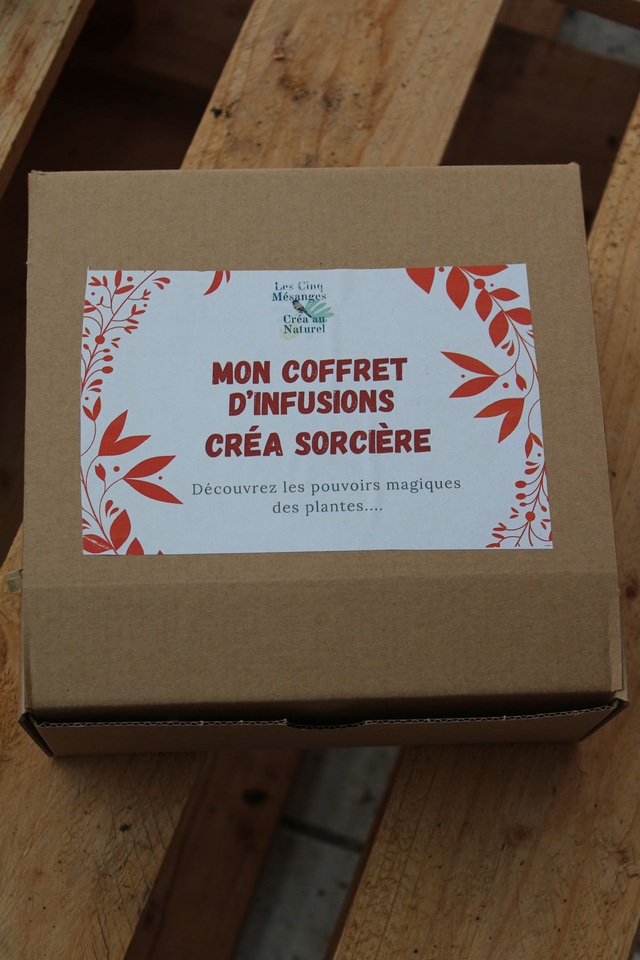 Les Cinq
Mésanges
Créa au
Naturel
MON COFFRET
D'INFUSIONS
CRÉA SORCIÈRE
Découvrez les pouvoirs magiques
des plantes....